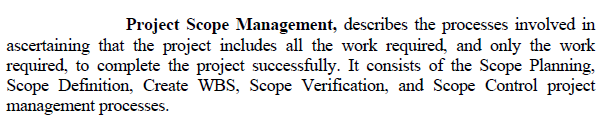 Project Scope Management, describes the processes involved in
ascertaining that the project includes all the work required, and only the work
required, to complete the project successfully. It consists of the Scope Planning,
Scope Definition, Create WBS, Scope Verification, and Scope Control project
management processes.